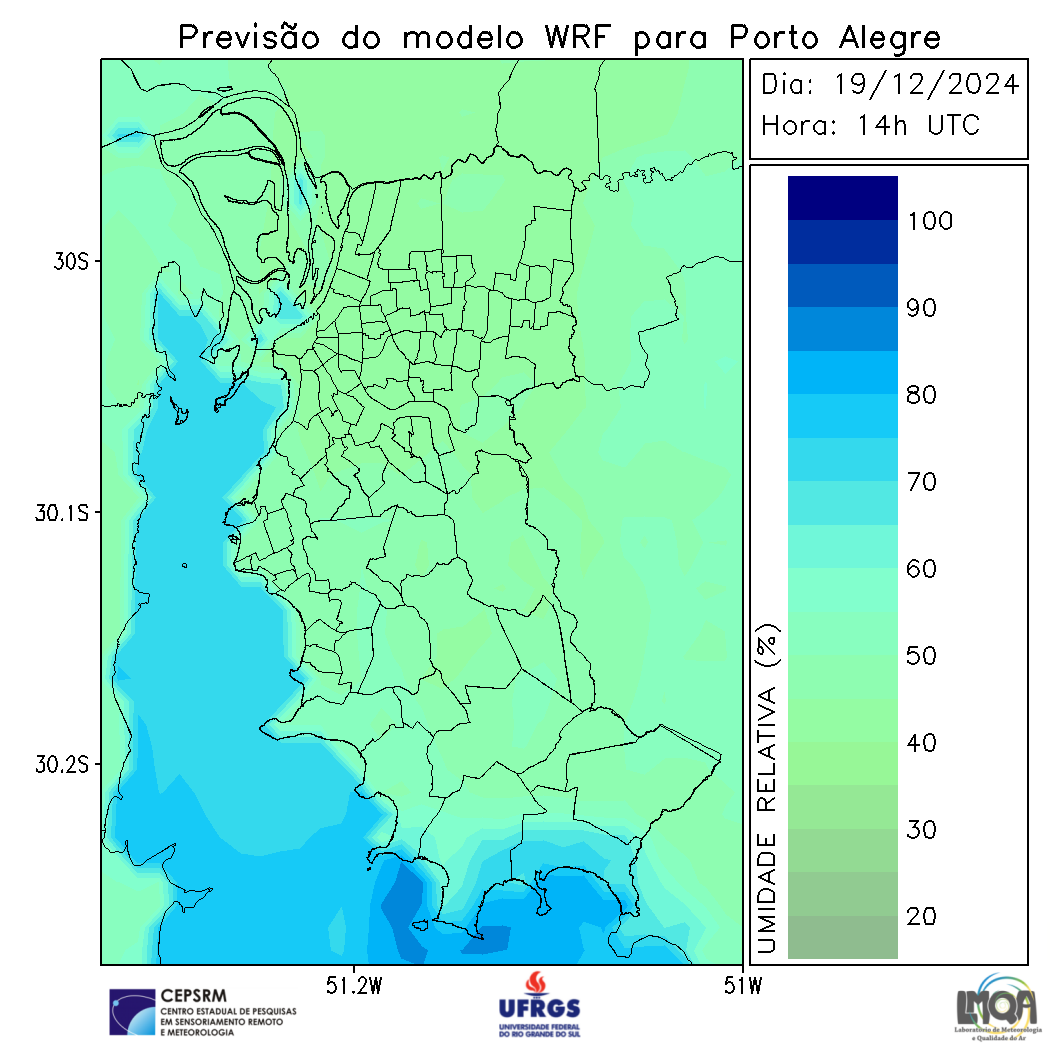 Previsão do modelo WRF para Porto Alegre
Dia: 19/12/2024
Hora: 14h UTC
30S
30.1S
30.2S
51.2W
51W
100
90
80
70
60
50
40
30
20
UMIDADE RELATIVA (%)
CEPSRM
CENTRO ESTADUAL DE PESQUISAS
EM SENSORIAMENTO REMOTO
E METEOROLOGIA
UFRGS
UNIVERSIDADE FEDERAL
DO RIO GRANDE DO SUL
LMQA
Laboratório de Meteorologia
e Qualidade do Ar